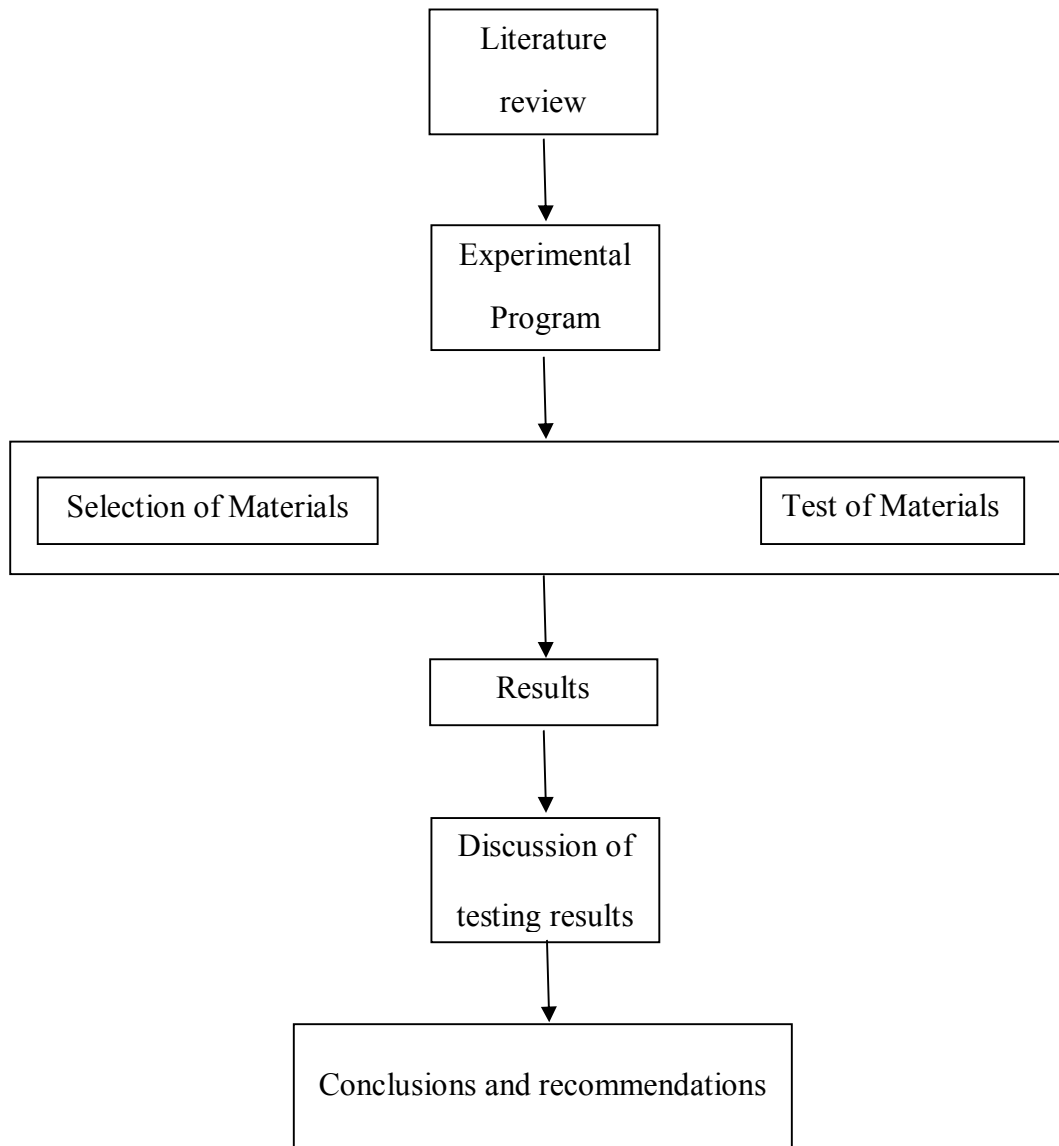 Literature
review
Experimental
Program
Selection of Materials
Test of Materials
Results
Discussion of
testing results
Conclusions and recommendations